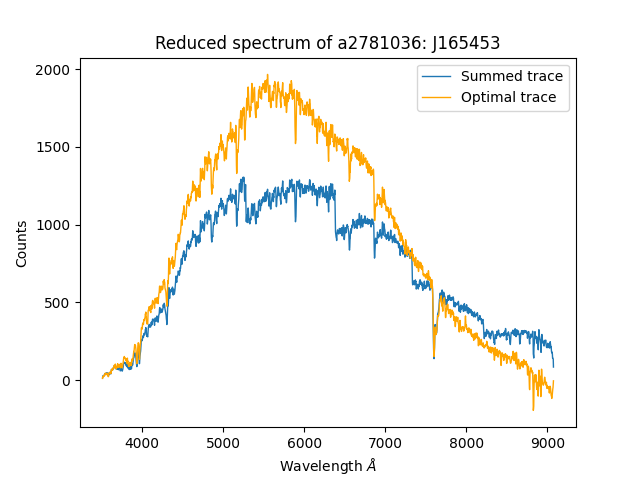 Reduced spectrum of a2781036: J165453
Summed trace
Optimal trace
2000
1500
1000
500
0
Counts
4000 5000 6000 7000 8000 9000
Wavelength Å